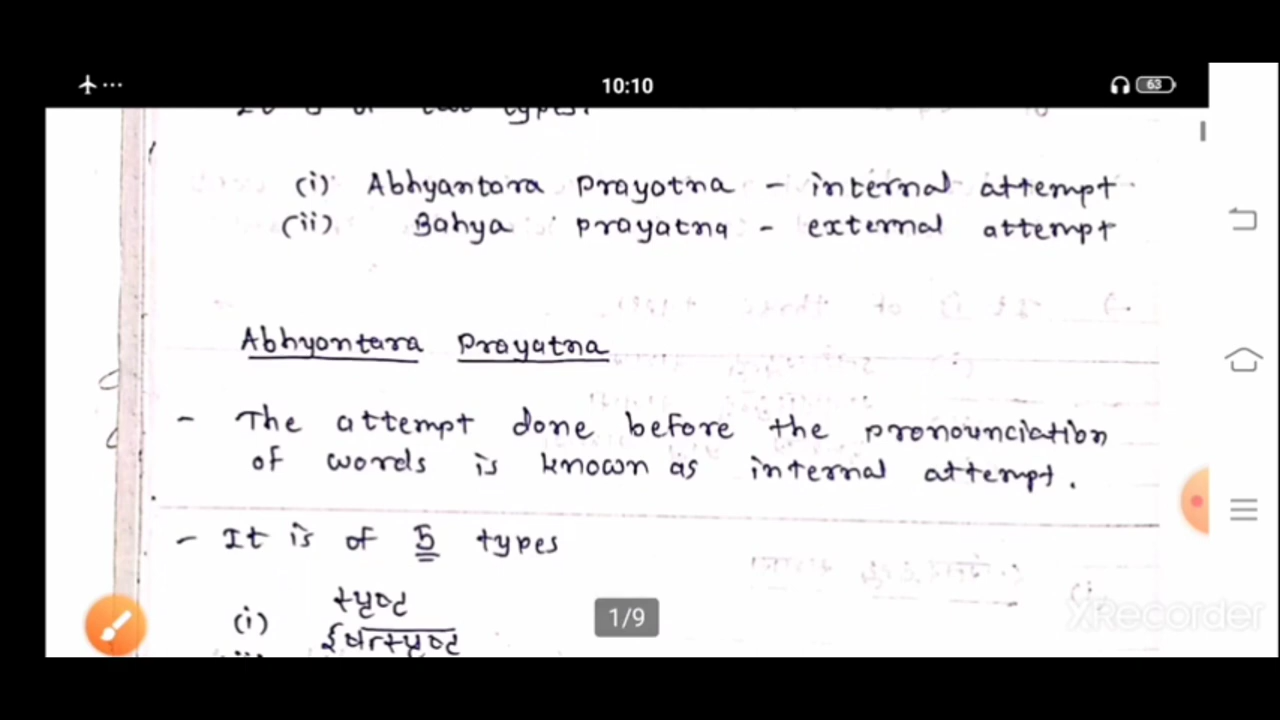 10:10
63
(i) Abhyantara Prayatna - internal attempt
(ii) Bahya prayatna - external attempt
Abhyantara Prayatna
- The attempt done before the pronounciation
of words is known as internal attempt.
- It is of 5 types
(i) स्पृष्ट
ईषत्स्पृष्ट
1/9
XRecorder